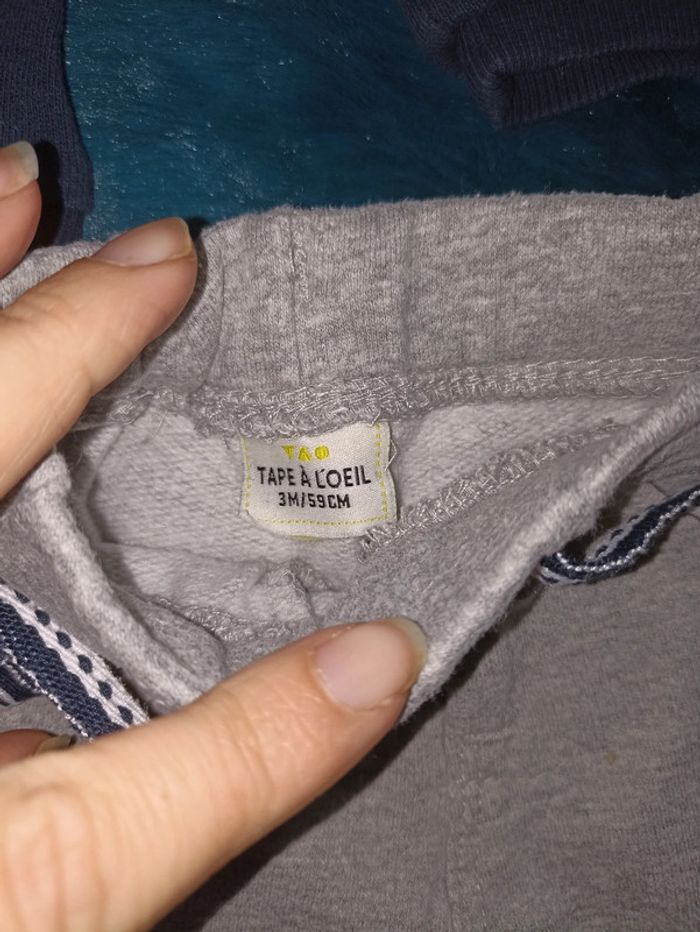 TAO
TAPE À L'OEIL
3M/59CM